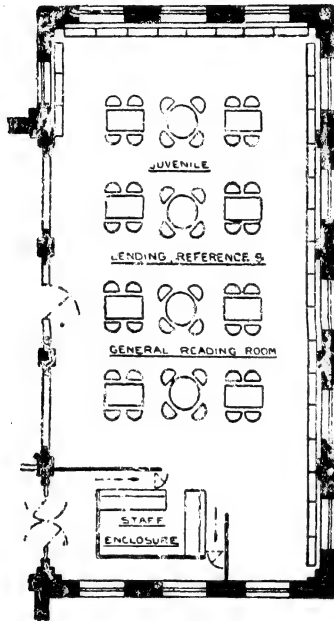 JUVENILE
LENDING, REFERENCE &
GENERAL READING ROOM
STAFF
ENCLOSURE